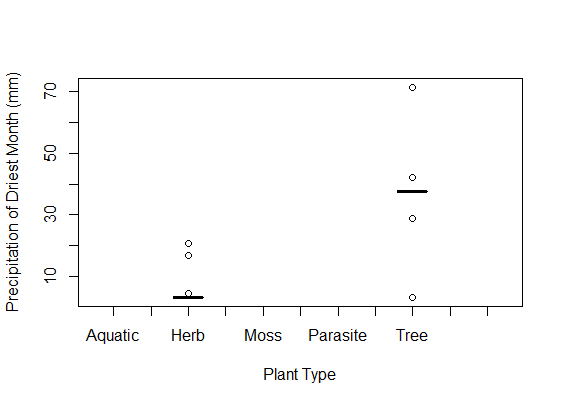 Precipitation of Driest Month (mm)
70
50
30
10
Aquatic Herb Moss Parasite Tree
Plant Type